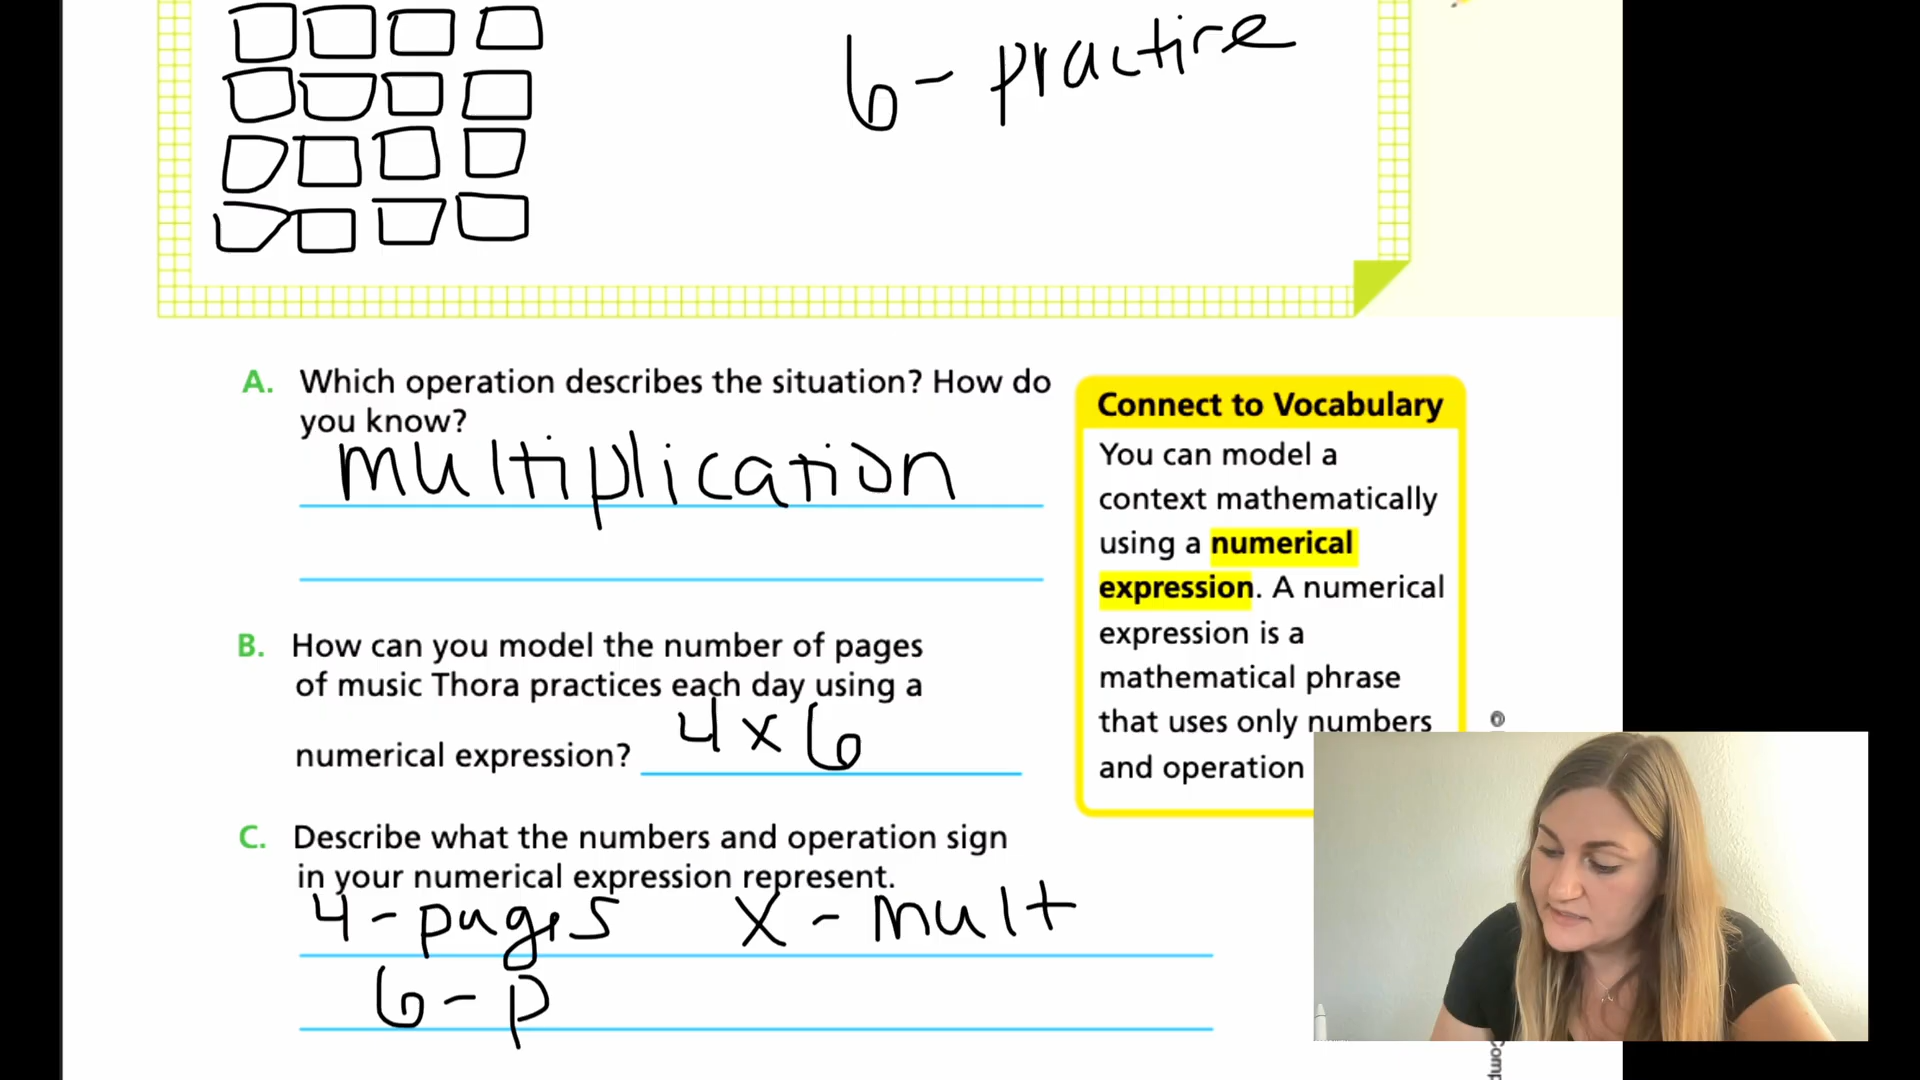 6 - practice
A. Which operation describes the situation? How do
you know?
multiplication
B. How can you model the number of pages
of music Thora practices each day using a
numerical expression? 4 x 6
C. Describe what the numbers and operation sign
in your numerical expression represent.
4 - pages x - mult
6 - p
Connect to Vocabulary
You can model a
context mathematically
using a numerical
expression. A numerical
expression is a
mathematical phrase
that uses only numbers
and operation
©
Comp